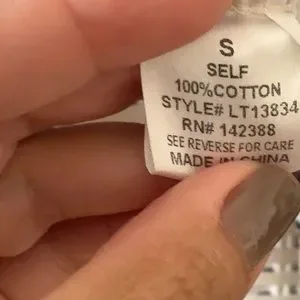 S
SELF
100%COTTON
STYLE# LT13834
RN# 142388
SEE REVERSE FOR CARE
MADE IN CHINA